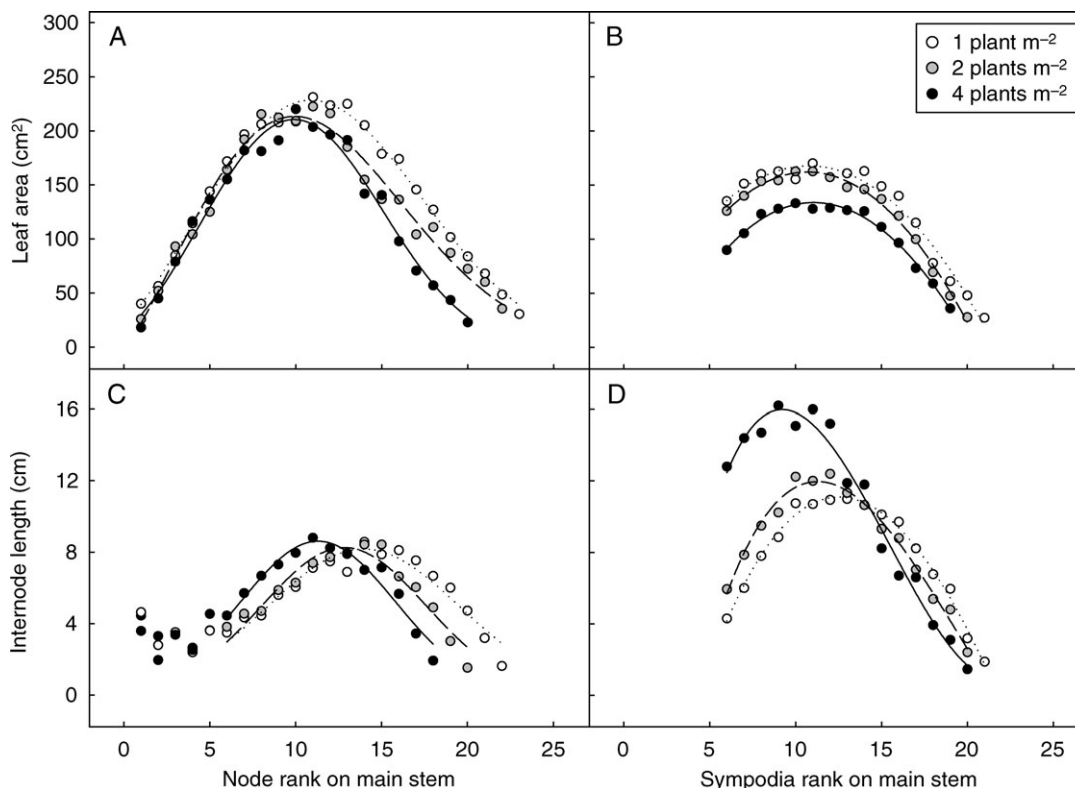 A
B
1 plant m⁻²
2 plants m⁻²
4 plants m⁻²
300
250
200
150
100
50
0
Leaf area (cm²)
C
D
16
12
8
4
0
Internode length (cm)
0 5 10 15 20 25
0 5 10 15 20 25
Node rank on main stem
Sympodia rank on main stem